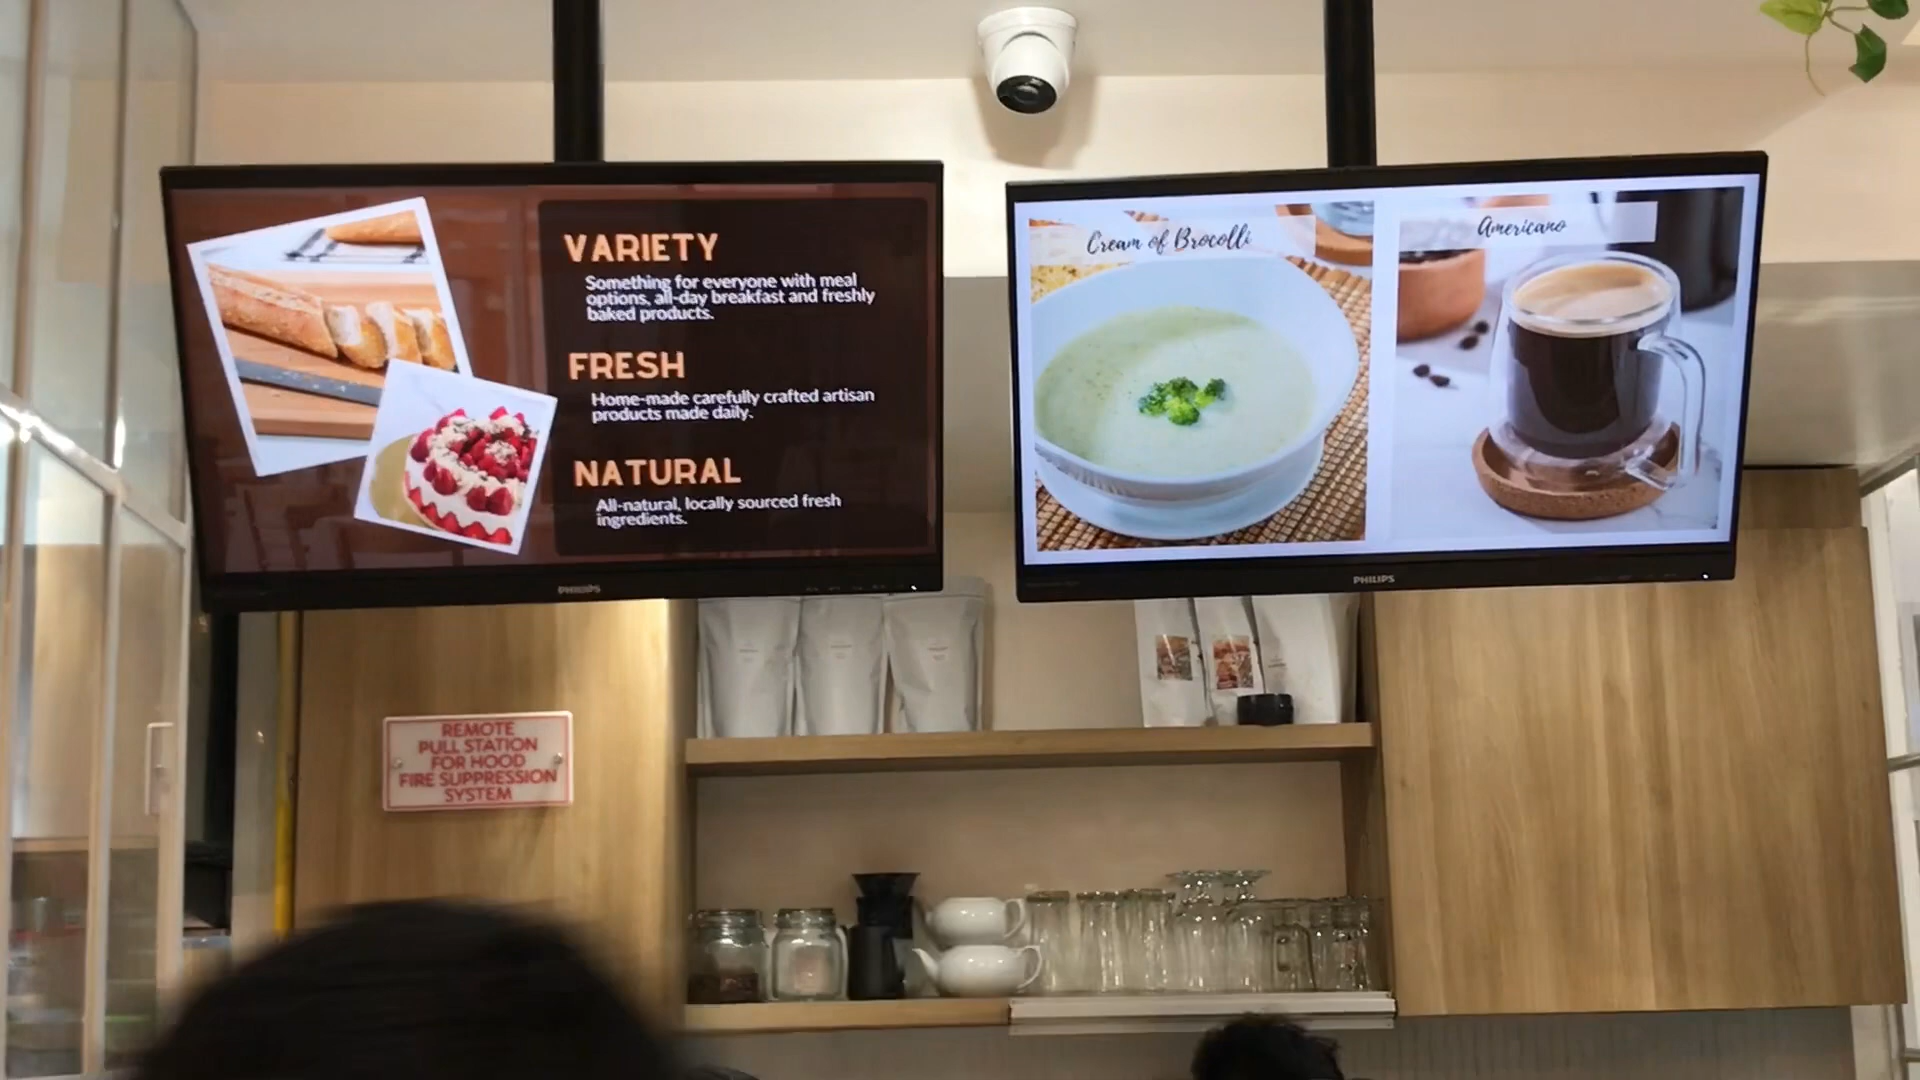 VARIETY
Something for everyone with meal
options, all-day breakfast and freshly
baked products.
FRESH
Home-made carefully crafted artisan
products made daily.
NATURAL
All-natural, locally sourced fresh
ingredients.
PHILIPS
Cream of Brocolli
Americano
PHILIPS
REMOTE
PULL STATION
FOR HOOD
FIRE SUPPRESSION
SYSTEM